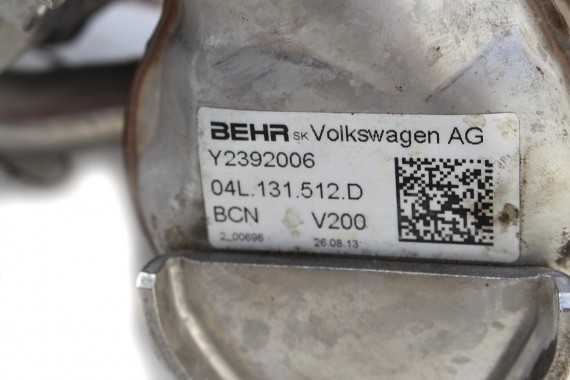 BEHR SK Volkswagen AG
Y2392006
04L.131.512.D
BCN V200
2_00696 26.08.13